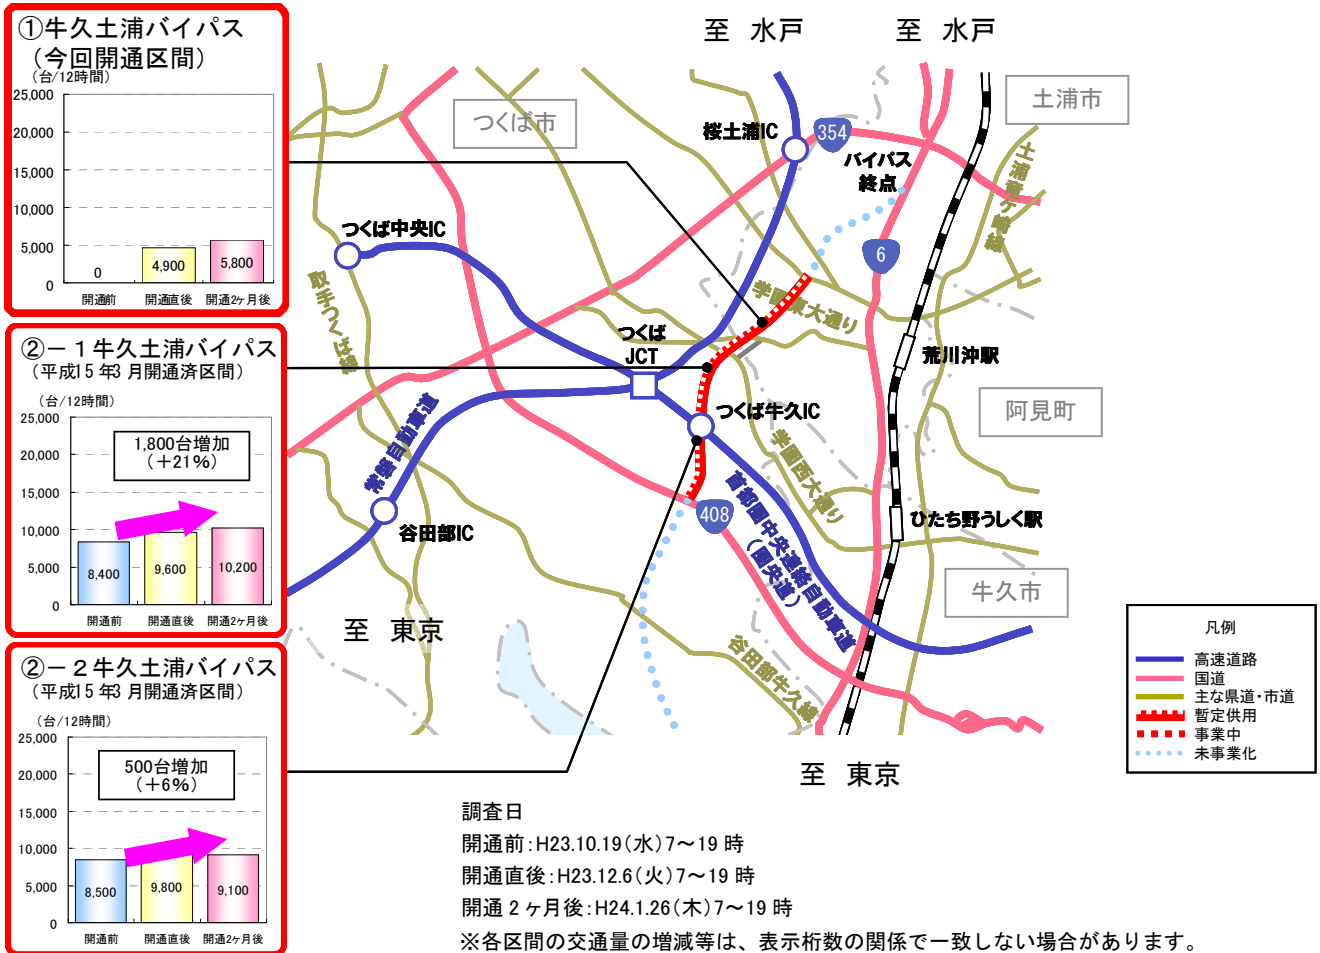 ①牛久土浦バイパス
（今回開通区間）
(台/12時間)
25,000
20,000
15,000
10,000
5,000
0
0
4,900
5,800
開通前
開通直後
開通2ヶ月後
②－1牛久土浦バイパス
（平成15年3月開通済区間）
(台/12時間)
25,000
20,000
15,000
10,000
5,000
0
1,800台増加
（＋21%）
8,400
9,600
10,200
開通前
開通直後
開通2ヶ月後
②－2牛久土浦バイパス
（平成15年3月開通済区間）
(台/12時間)
25,000
20,000
15,000
10,000
5,000
0
500台増加
（＋6%）
8,500
9,800
9,100
開通前
開通直後
開通2ヶ月後
至 水戸
至 水戸
土浦市
つくば市
桜土浦IC
354
バイパス
終点
土浦竜ヶ崎線
つくば中央IC
6
取手つくば線
学園東大通り
つくば
JCT
荒川沖駅
つくば牛久IC
阿見町
常磐自動車道
学園西大通り
谷田部IC
408
ひたち野うしく駅
首都圏中央連絡自動車道
（圏央道）
牛久市
至 東京
谷田部牛久線
至 東京
凡例
高速道路
国道
主な県道・市道
暫定供用
事業中
未事業化
調査日
開通前：H23.10.19（水）7～19時
開通直後：H23.12.6（火）7～19時
開通2ヶ月後：H24.1.26（木）7～19時
※各区間の交通量の増減等は、表示桁数の関係で一致しない場合があります。